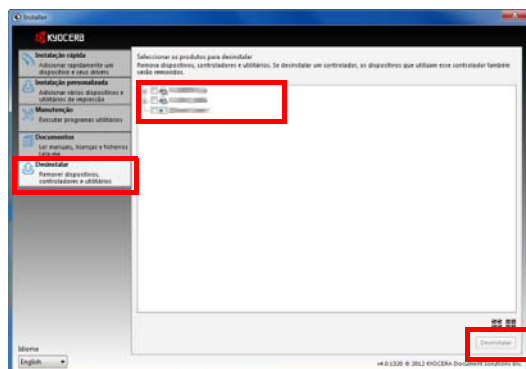 Installer
KYOCERA
Instalação rápida
Adicionar rapidamente um
dispositivo e seus drivers
Instalação personalizada
Adicionar vários dispositivos e
utilitários de impressão
Manutenção
Executar programas utilitários
Documentos
Ler manuais, licenças e ficheiros
Leia-me
Desinstalar
Remover dispositivos,
controladores e utilitários
Seleccionar os produtos para desinstalar
Remova dispositivos, controladores e utilitários. Se desinstalar um controlador, os dispositivos que utilizam esse controlador também
serão removidos.
Desinstalar
Idioma
English
v4.0.1320 © 2012 KYOCERA Document Solutions Inc.